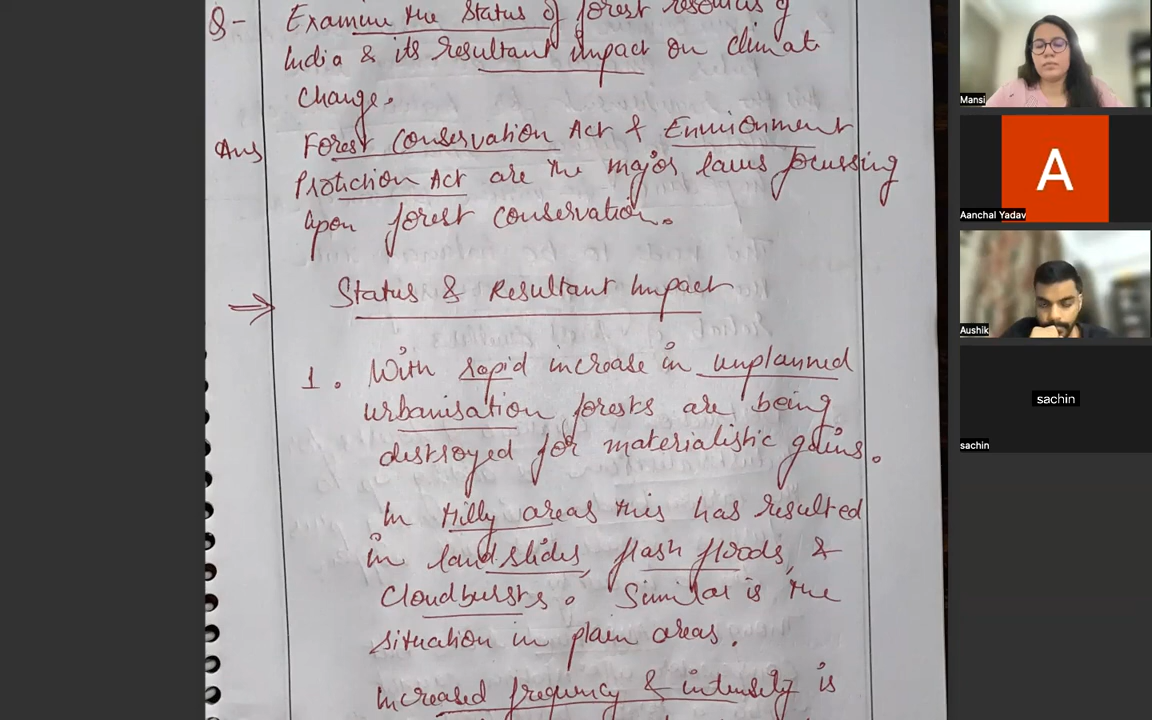 Q- Examine the Status of forest resources of
India & its resultant impact on climate
change.
Ans Forest Conservation Act & Environment
Protection Act are the major laws focussing
upon forest conservation.
⇒ Status & Resultant Impact
1. With rapid increase in unplanned
urbanisation forests are being
destroyed for materialistic gains.
In Hilly areas this has resulted
in landslides, flash floods, &
Cloudbursts. Similar is the
situation in plain areas.
Increased frequency & intensity is
Mansi
A
Aanchal Yadav
Aushik
sachin
sachin